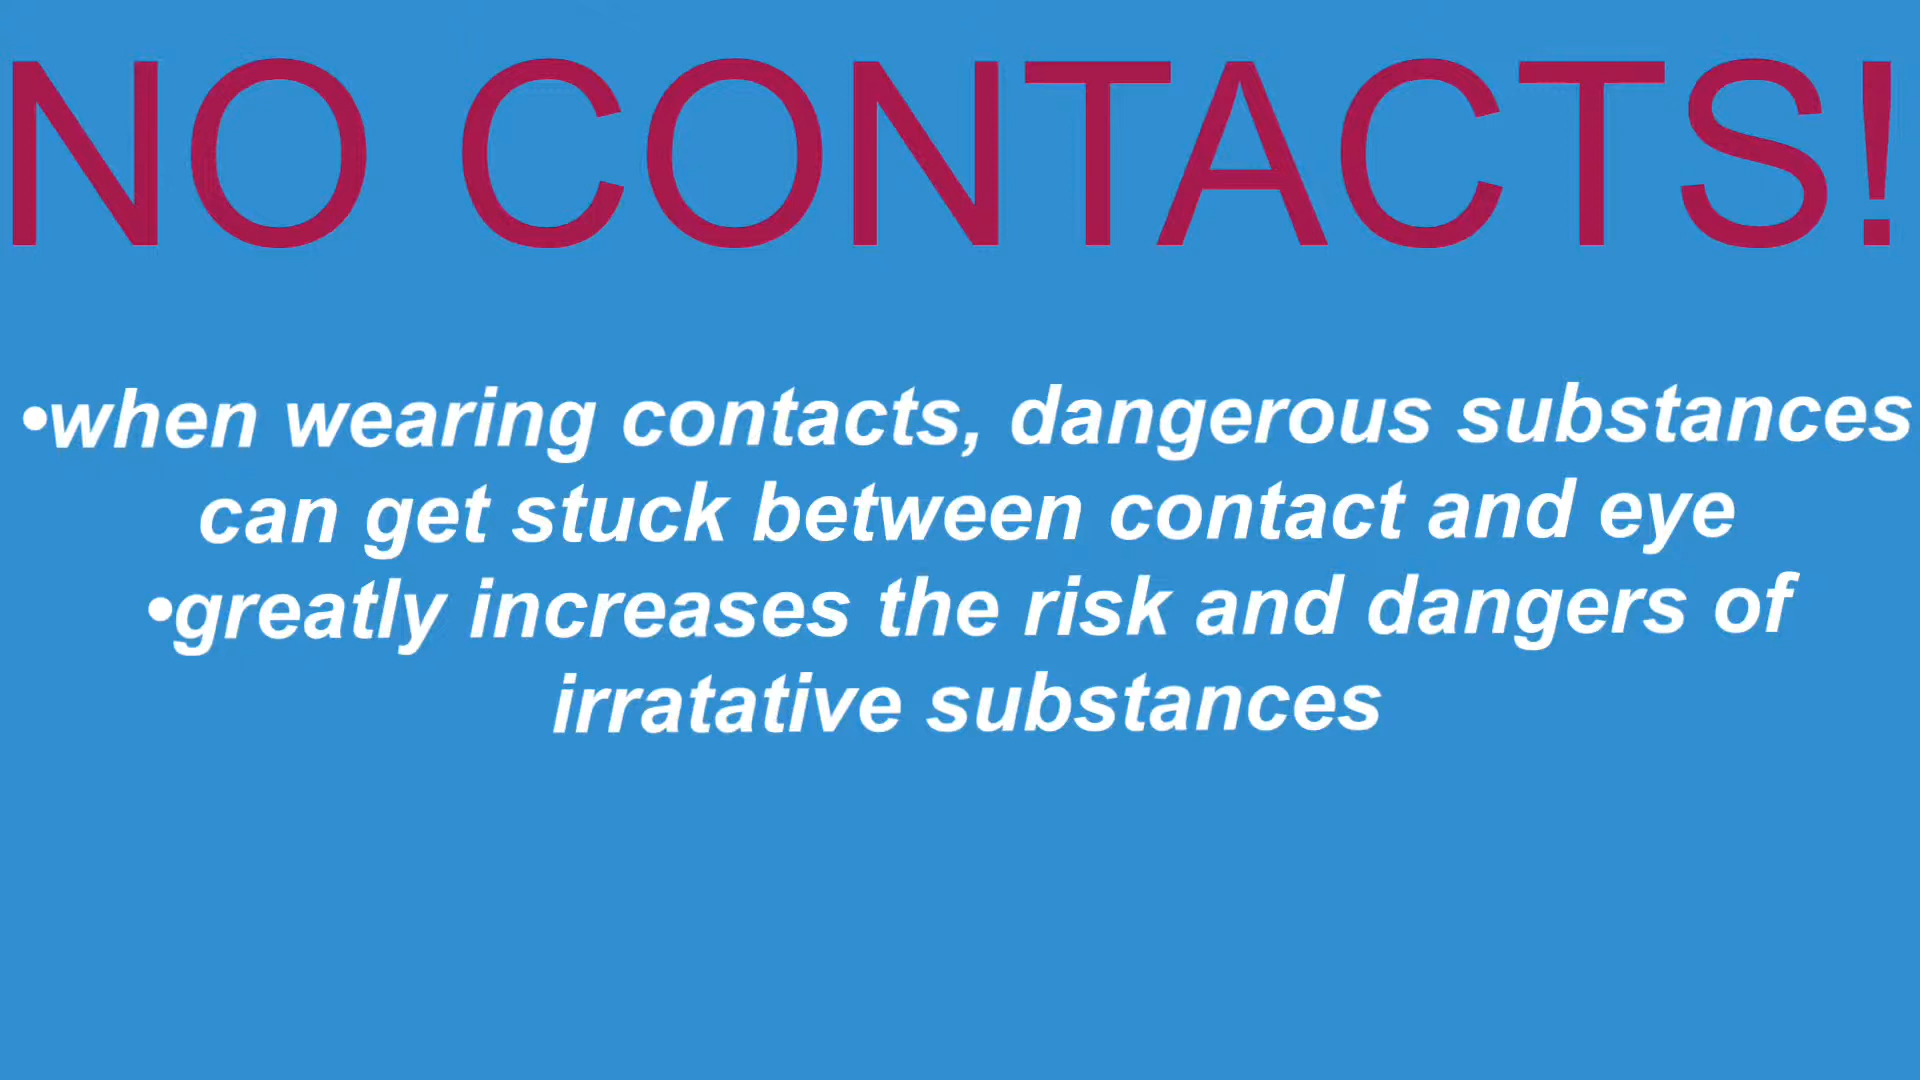 NO CONTACTS!
•when wearing contacts, dangerous substances
can get stuck between contact and eye
•greatly increases the risk and dangers of
irratative substances